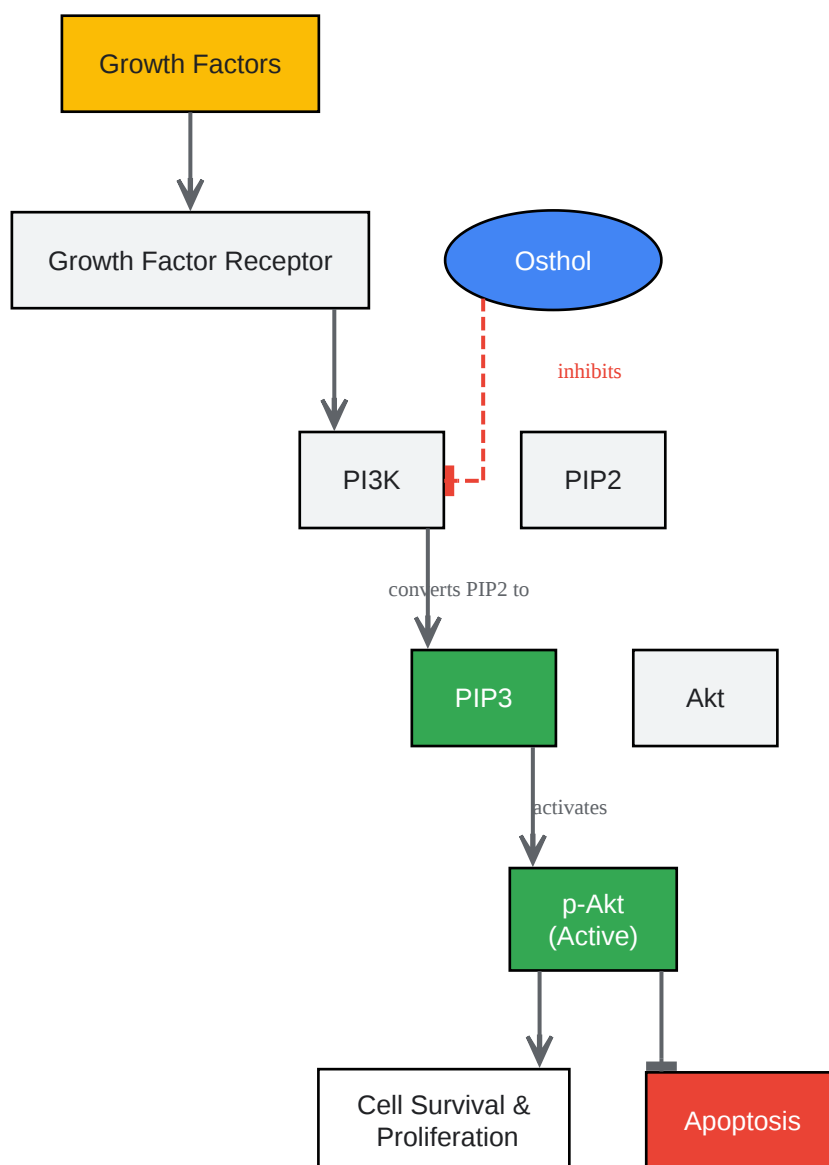 Growth Factors
Growth Factor Receptor
Osthol
inhibits
PI3K
PIP2
converts PIP2 to
PIP3
Akt
activates
p-Akt
(Active)
Cell Survival &
Proliferation
Apoptosis